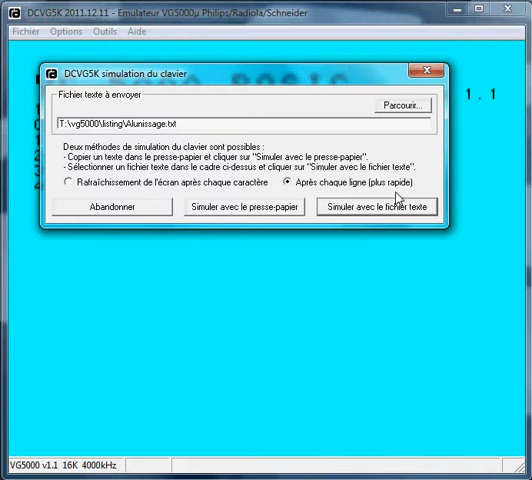 DCVG5K 2011.12.11 - Emulateur VG5000µ Philips/Radiola/Schneider
Fichier Options Outils Aide
1.1
DCVG5K simulation du clavier
Fichier texte à envoyer
Parcourir...
T:\vg5000\listing\Alunissage.txt
Deux méthodes de simulation du clavier sont possibles :
- Copier un texte dans le presse-papier et cliquer sur "Simuler avec le presse-papier".
- Sélectionner un fichier texte dans le cadre ci-dessus et cliquer sur "Simuler avec le fichier texte".
Rafraîchissement de l'écran après chaque caractère
Après chaque ligne (plus rapide)
Abandonner
Simuler avec le presse-papier
Simuler avec le fichier texte
VG5000 v1.1 16K 4000kHz